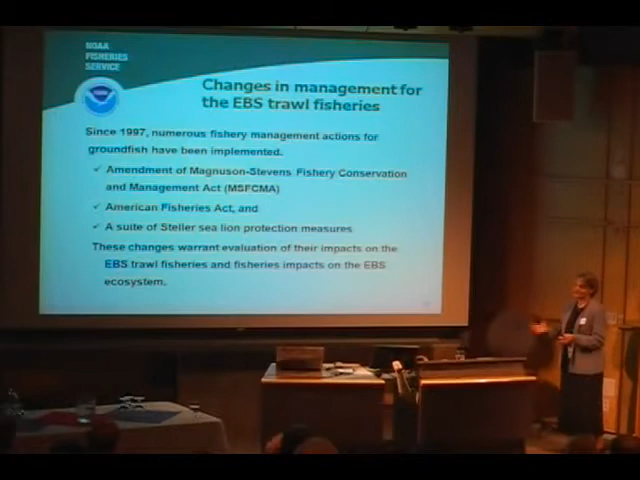 NOAA
FISHERIES
SERVICE
Changes in management for
the EBS trawl fisheries
Since 1997, numerous fishery management actions for
groundfish have been implemented.
✓ Amendment of Magnuson-Stevens Fishery Conservation
and Management Act (MSFCMA)
✓ American Fisheries Act, and
✓ A suite of Steller sea lion protection measures
These changes warrant evaluation of their impacts on the
EBS trawl fisheries and fisheries impacts on the EBS
ecosystem.